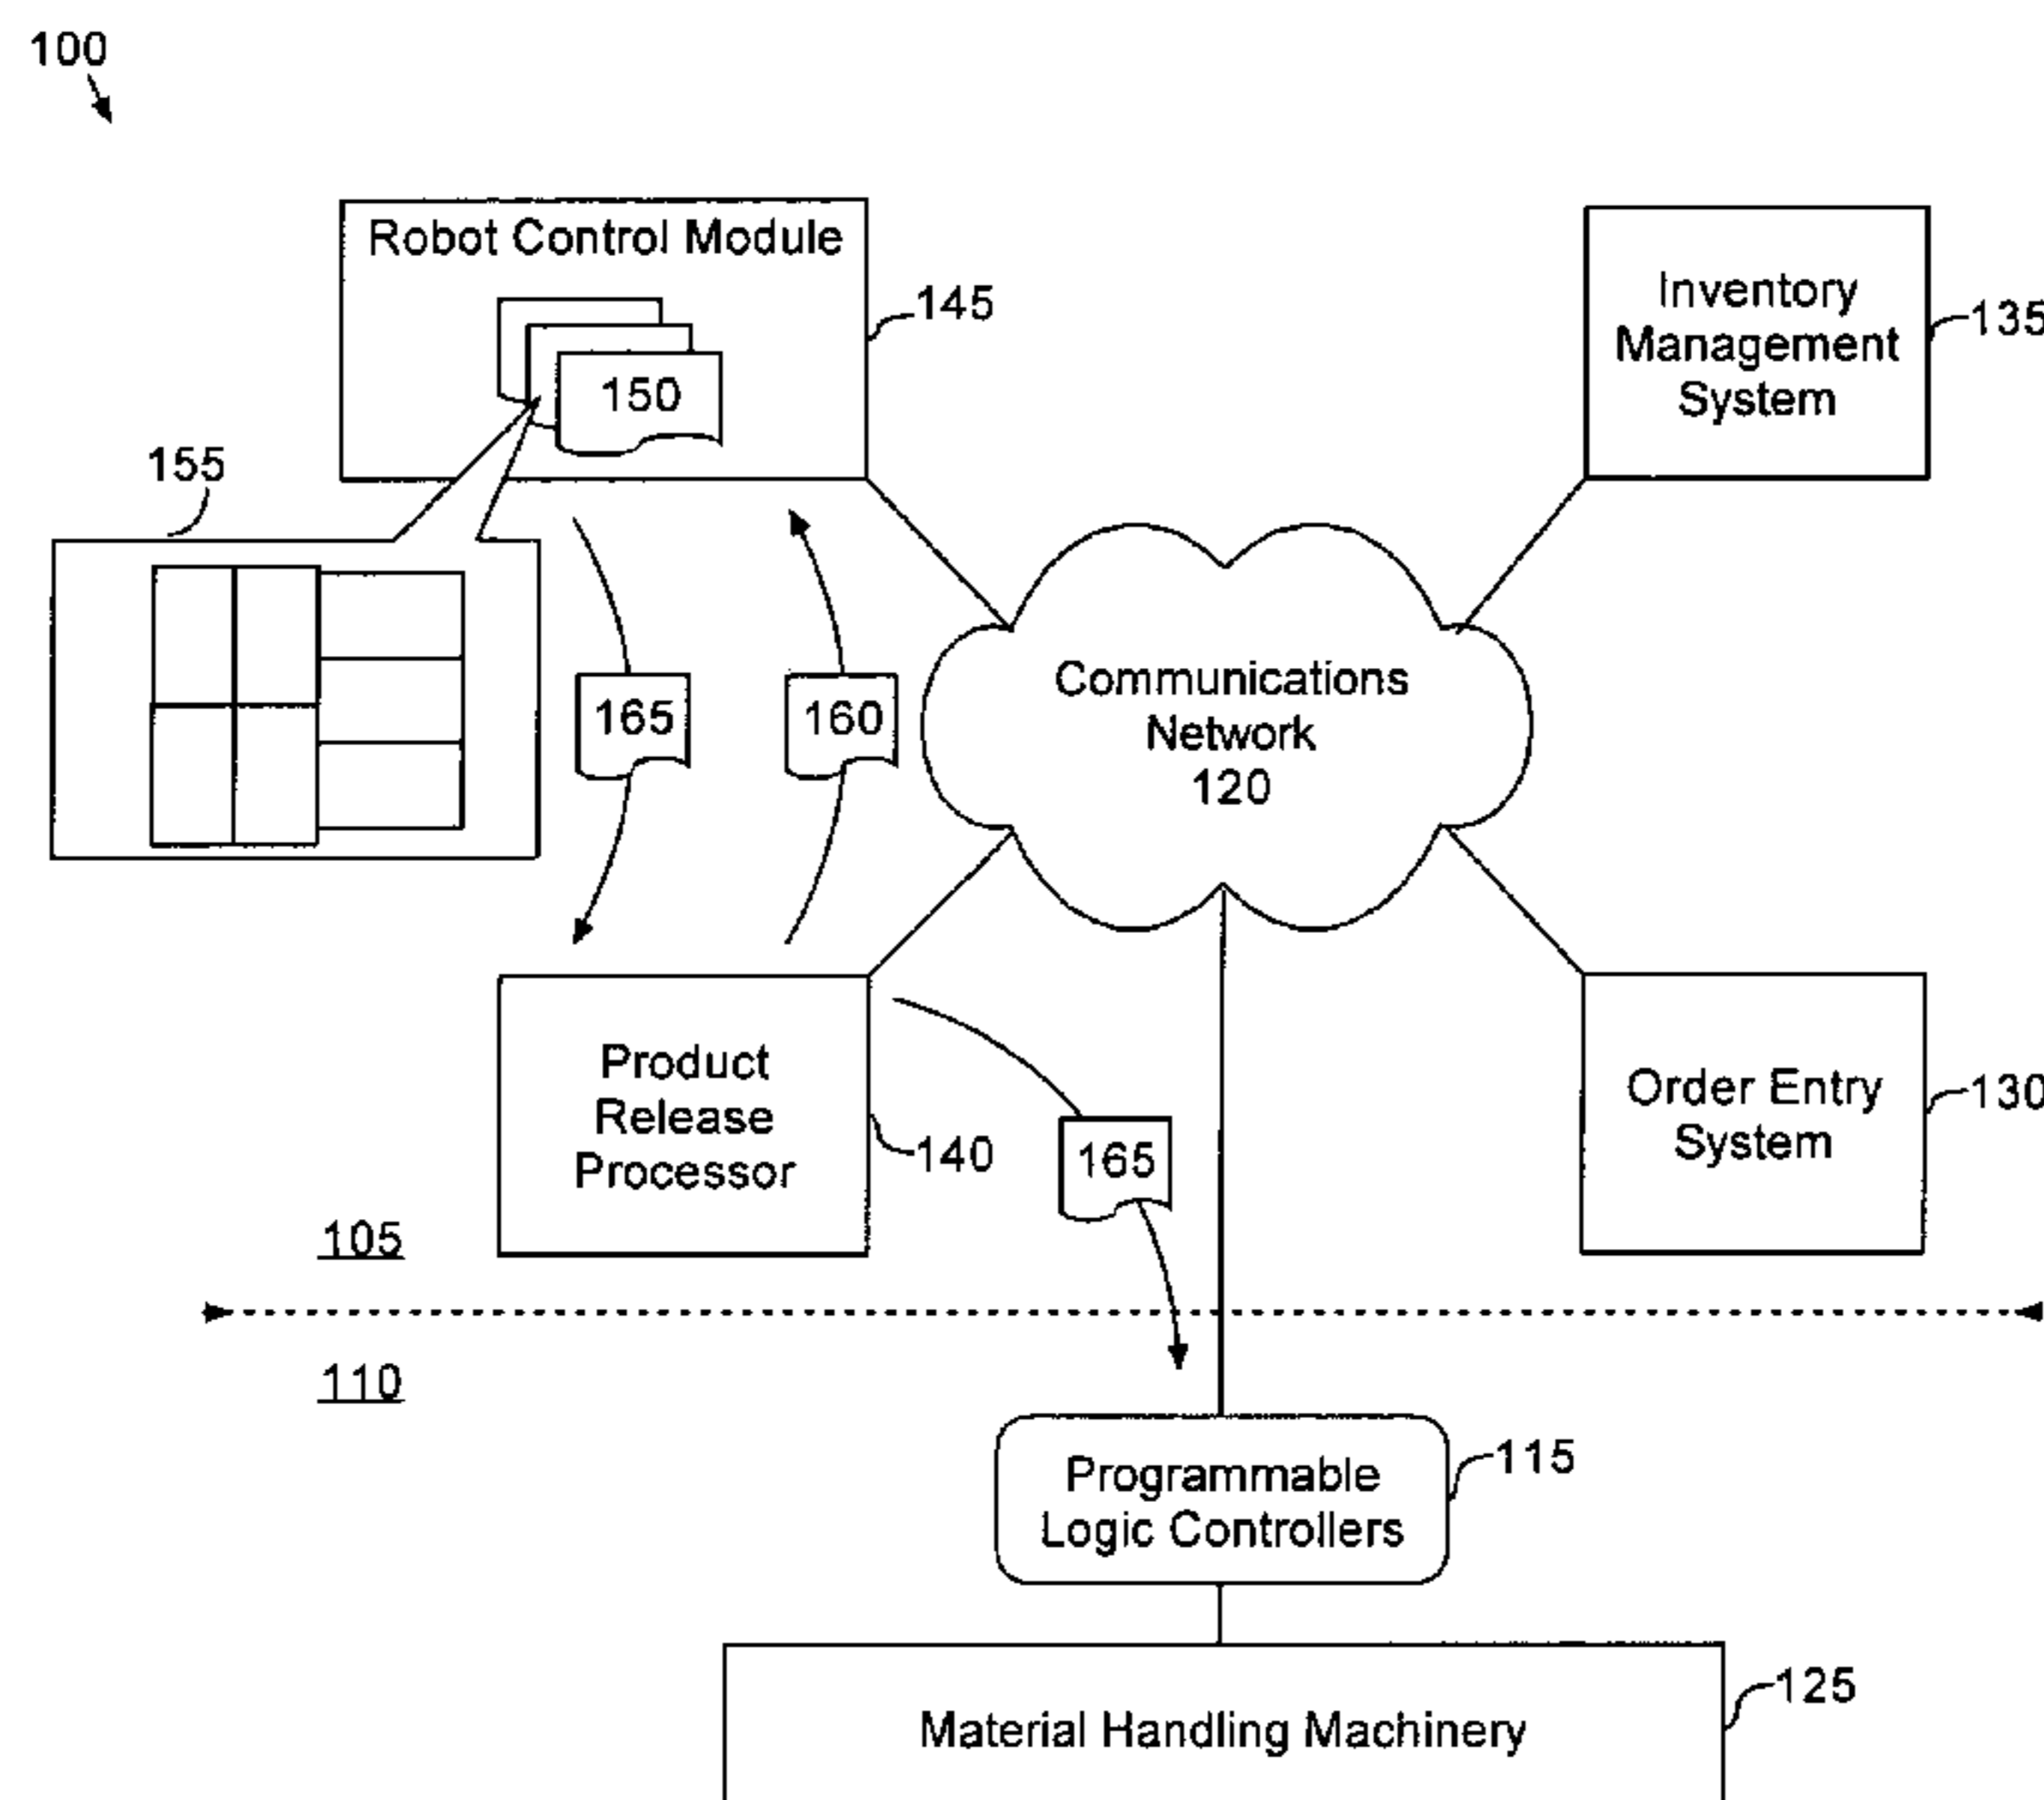 100
Robot Control Module
145
150
155
Inventory
Management
System
135
165
160
Communications
Network
120
Product
Release
Processor
140
165
Order Entry
System
130
105
110
Programmable
Logic Controllers
115
Material Handling Machinery
125